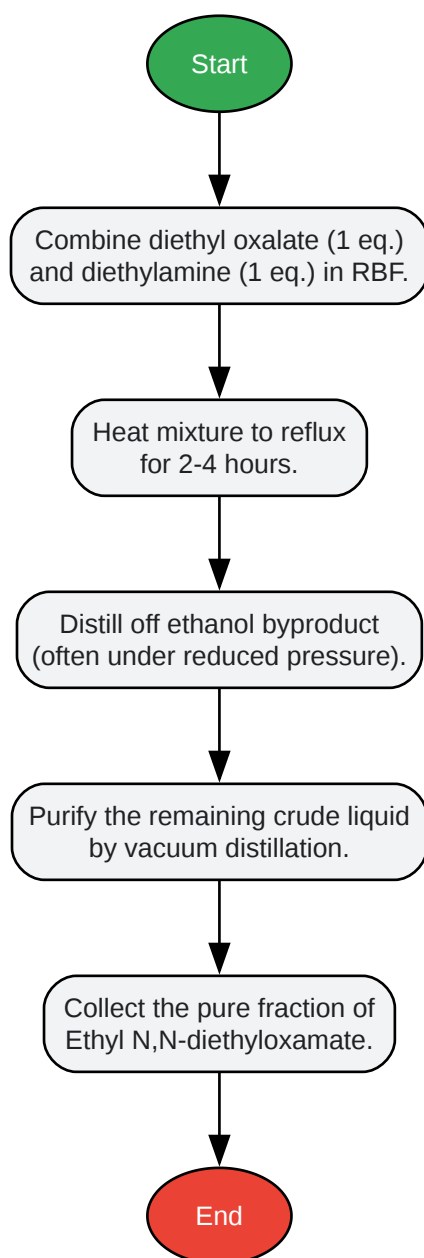 Start
Combine diethyl oxalate (1 eq.)
and diethylamine (1 eq.) in RBF.
Heat mixture to reflux
for 2-4 hours.
Distill off ethanol byproduct
(often under reduced pressure).
Purify the remaining crude liquid
by vacuum distillation.
Collect the pure fraction of
Ethyl N,N-diethyloxamate.
End